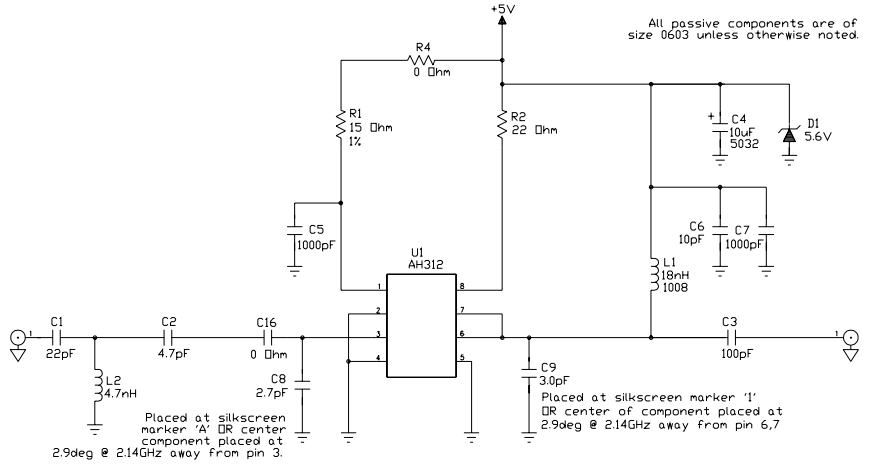 +5V
All passive components are of
size 0603 unless otherwise noted.
R4
0 Ohm
R1
15 Ohm
1%
R2
22 Ohm
+
C4
10uF
5032
D1
5.6V
C5
1000pF
C6
10pF
C7
1000pF
U1
AH312
L1
18nH
1008
1
2
3
4
8
7
6
5
1
C1
22pF
C2
4.7pF
C16
0 Ohm
C3
100pF
1
L2
4.7nH
C8
2.7pF
C9
3.0pF
Placed at silkscreen
marker 'A' OR center
component placed at
2.9deg @ 2.14GHz away from pin 3.
Placed at silkscreen marker '1'
OR center of component placed at
2.9deg @ 2.14GHz away from pin 6,7